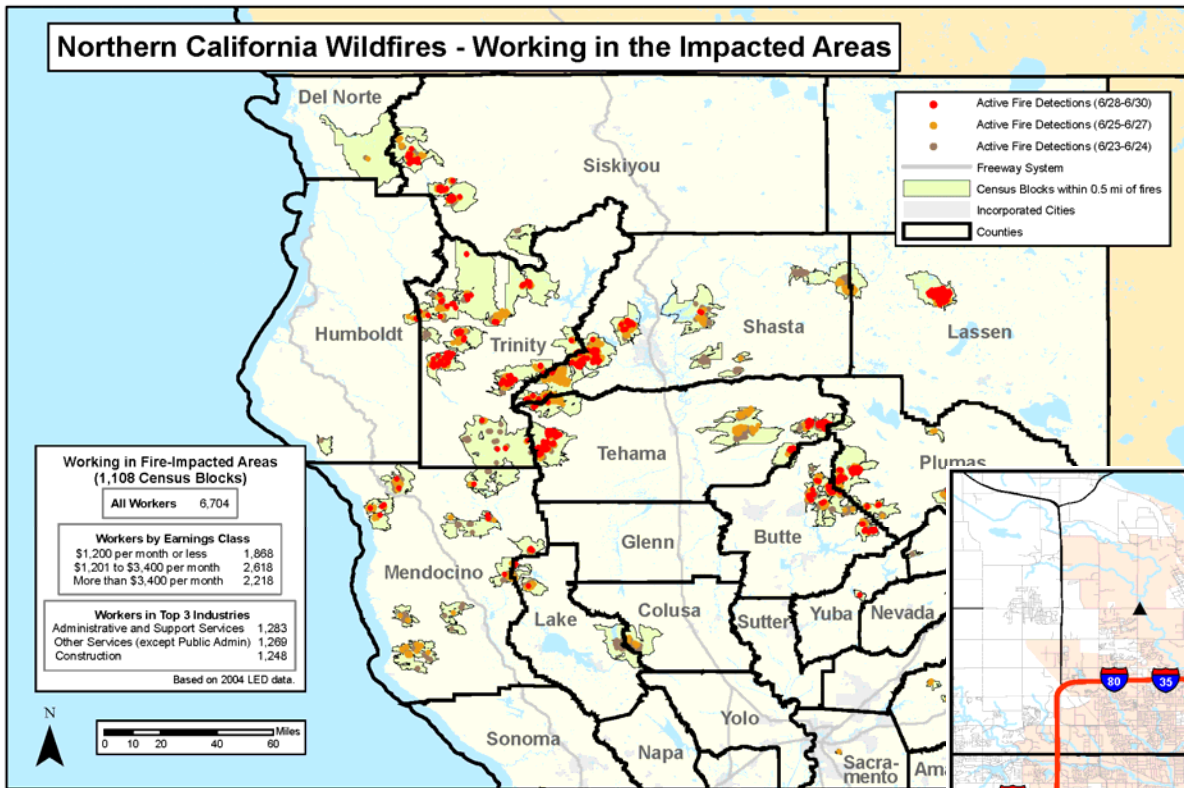 Northern California Wildfires - Working in the Impacted Areas
Active Fire Detections (6/28-6/30)
Active Fire Detections (6/25-6/27)
Active Fire Detections (6/23-6/24)
Freeway System
Census Blocks within 0.5 mi of fires
Incorporated Cities
Counties
Del Norte
Siskiyou
Humboldt
Trinity
Shasta
Lassen
Tehama
Plumas
Glenn
Butte
Mendocino
Lake
Colusa
Sutter
Yuba
Nevada
Sonoma
Napa
Yolo
Sacra-
mento
Ama
Working in Fire-Impacted Areas
(1,108 Census Blocks)
All Workers 6,704
Workers by Earnings Class
$1,200 per month or less 1,868
$1,201 to $3,400 per month 2,618
More than $3,400 per month 2,218
Workers in Top 3 Industries
Administrative and Support Services 1,283
Other Services (except Public Admin) 1,269
Construction 1,248
Based on 2004 LED data.
N
Miles
0 10 20 40 60
80
35